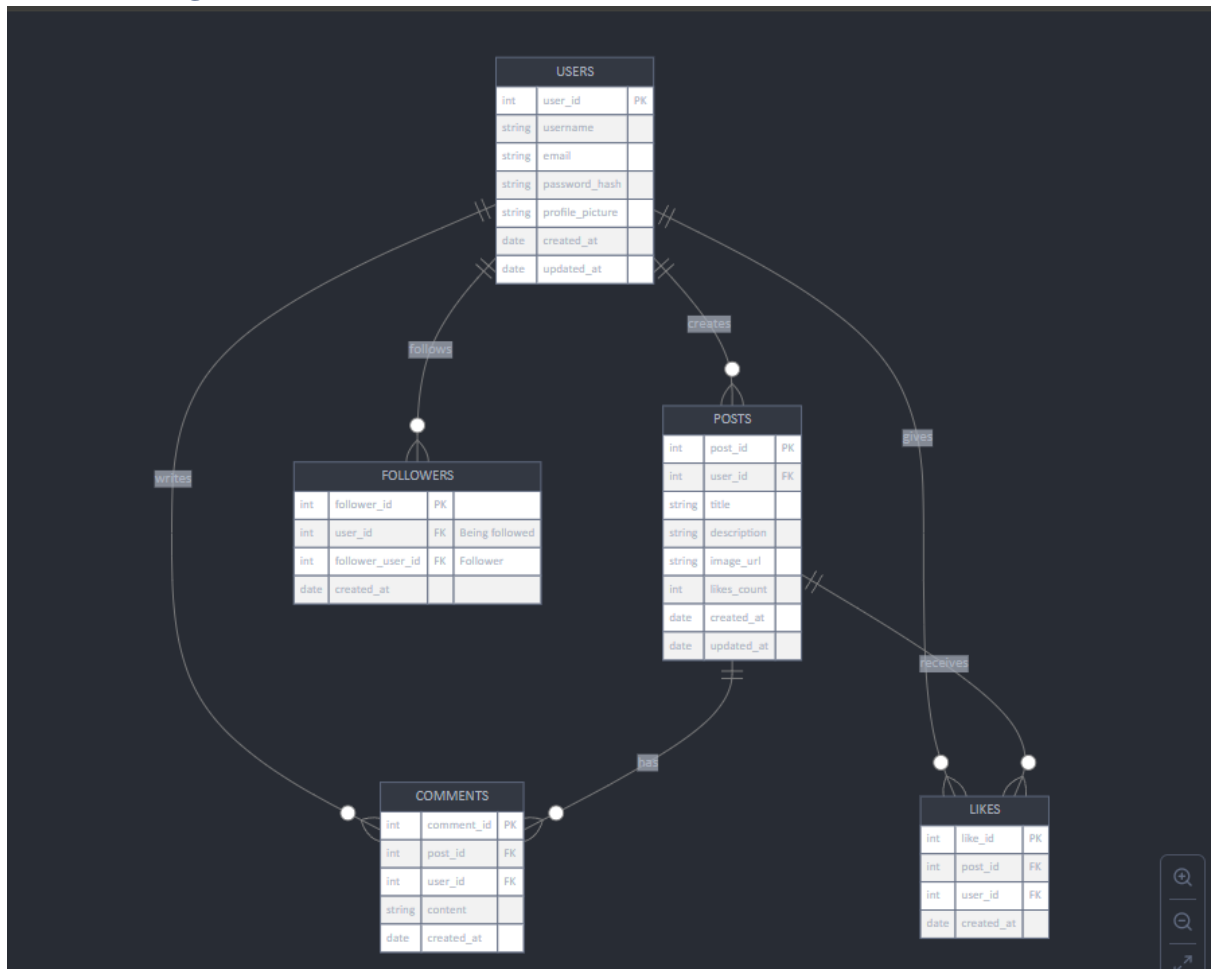 USERS
int user_id PK
string username
string email
string password_hash
string profile_picture
date created_at
date updated_at
creates
follows
gives
writes
POSTS
int post_id PK
int user_id FK
string title
string description
string image_url
int likes_count
date created_at
date updated_at
FOLLOWERS
int follower_id PK
int user_id FK Being followed
int follower_user_id FK Follower
date created_at
receives
has
COMMENTS
int comment_id PK
int post_id FK
int user_id FK
string content
date created_at
LIKES
int like_id PK
int post_id FK
int user_id FK
date created_at